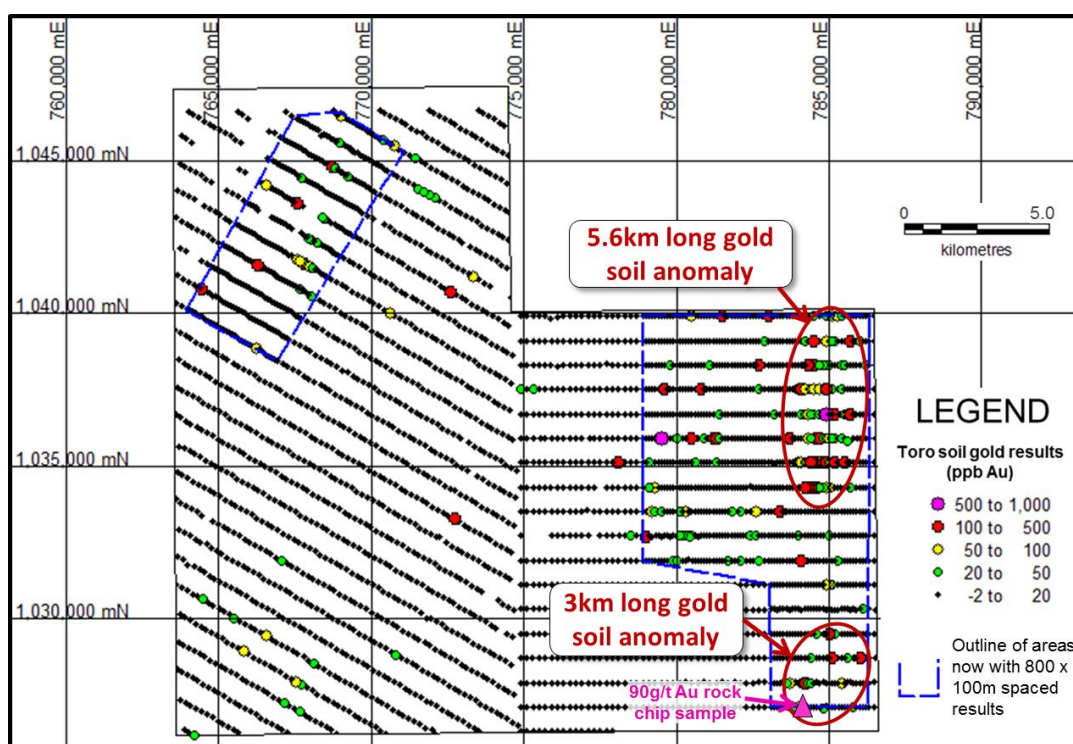 760,000 mE
765,000 mE
770,000 mE
775,000 mE
780,000 mE
785,000 mE
790,000 mE
1,045,000 mN
1,040,000 mN
1,035,000 mN
1,030,000 mN
0 5.0
kilometres
5.6km long gold
soil anomaly
3km long gold
soil anomaly
90g/t Au rock
chip sample
LEGEND
Toro soil gold results
(ppb Au)
500 to 1,000
100 to 500
50 to 100
20 to 50
-2 to 20
Outline of areas
now with 800 x
100m spaced
results